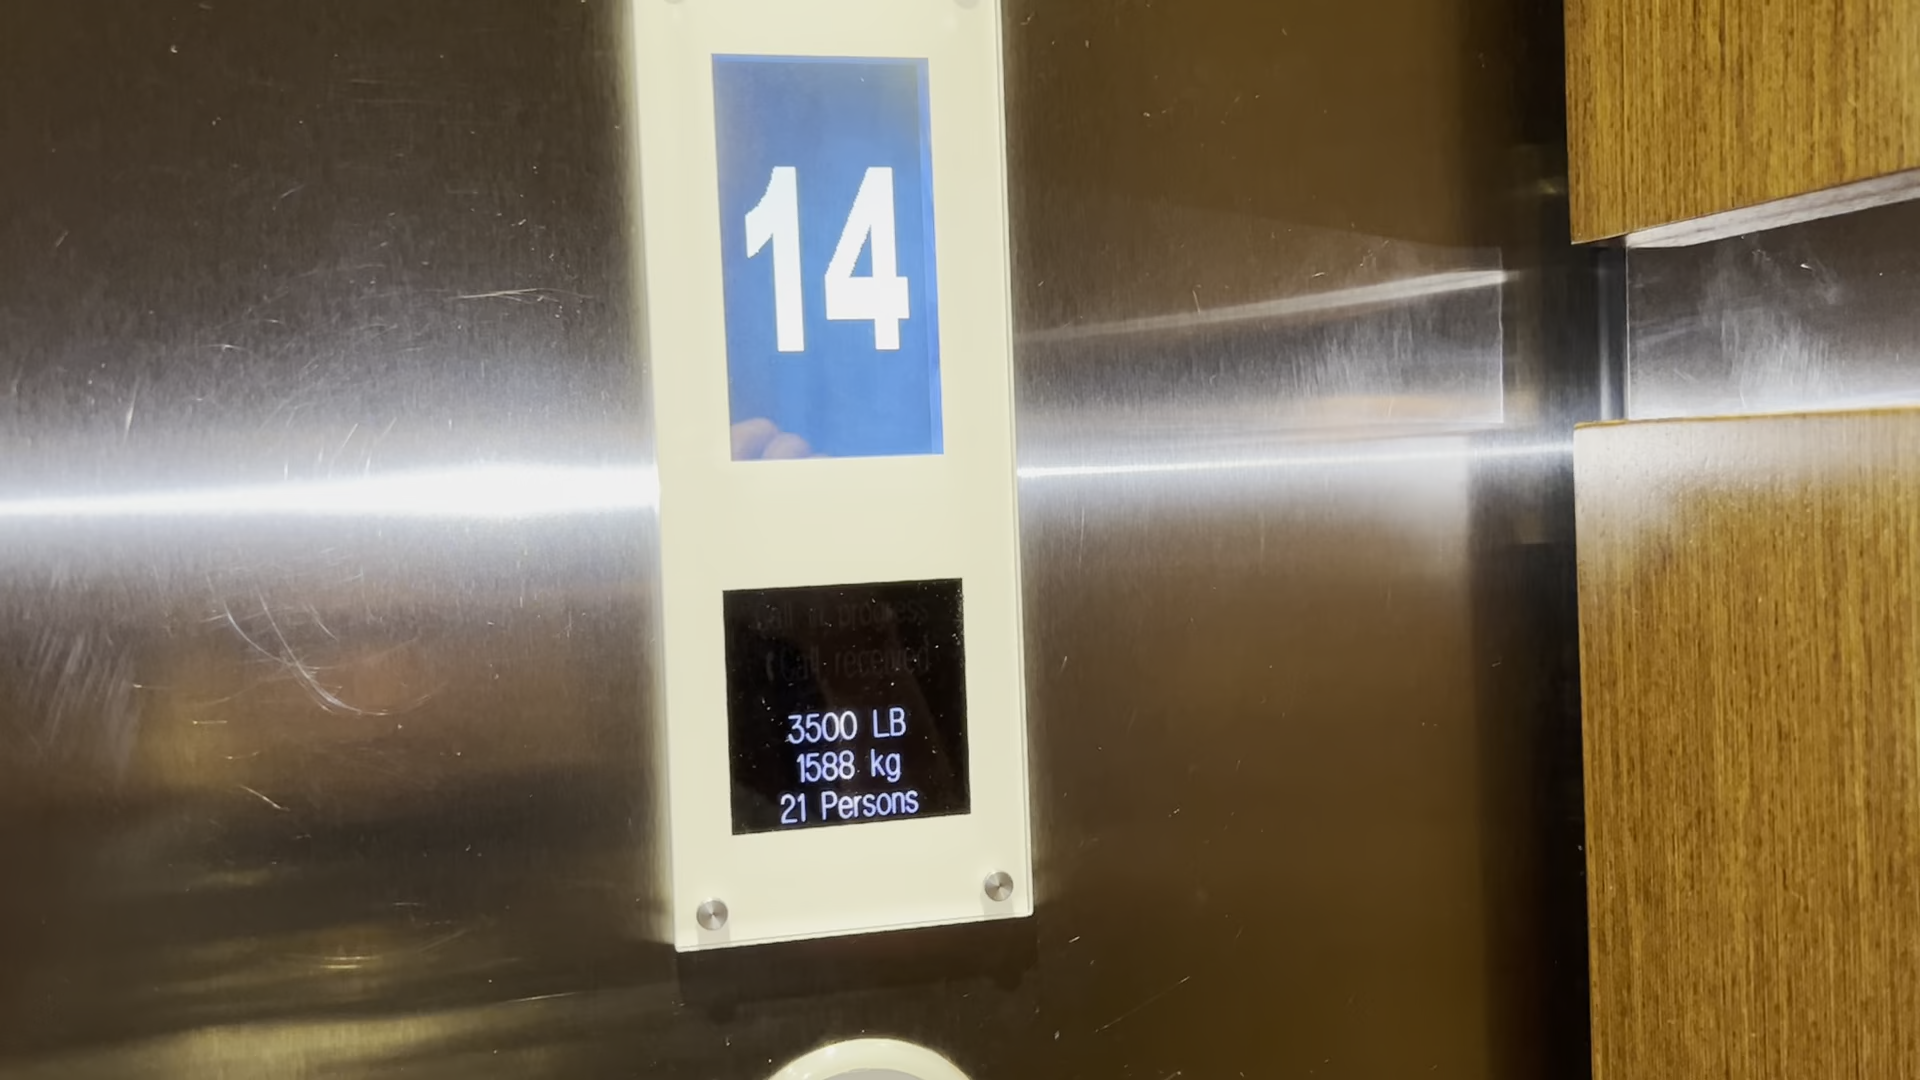 14
Call in progress
Call received
3500 LB
1588 kg
21 Persons